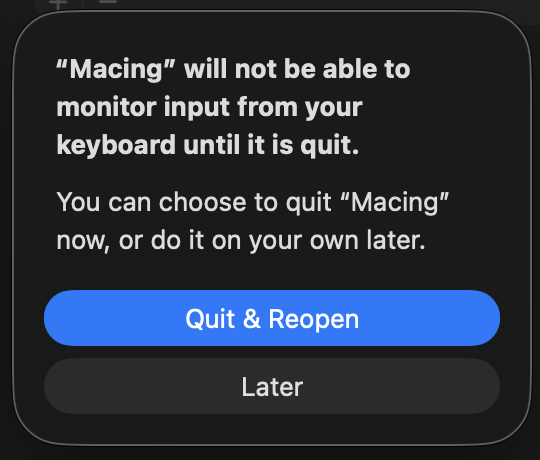 “Macing” will not be able to
monitor input from your
keyboard until it is quit.
You can choose to quit “Macing”
now, or do it on your own later.
Quit & Reopen
Later